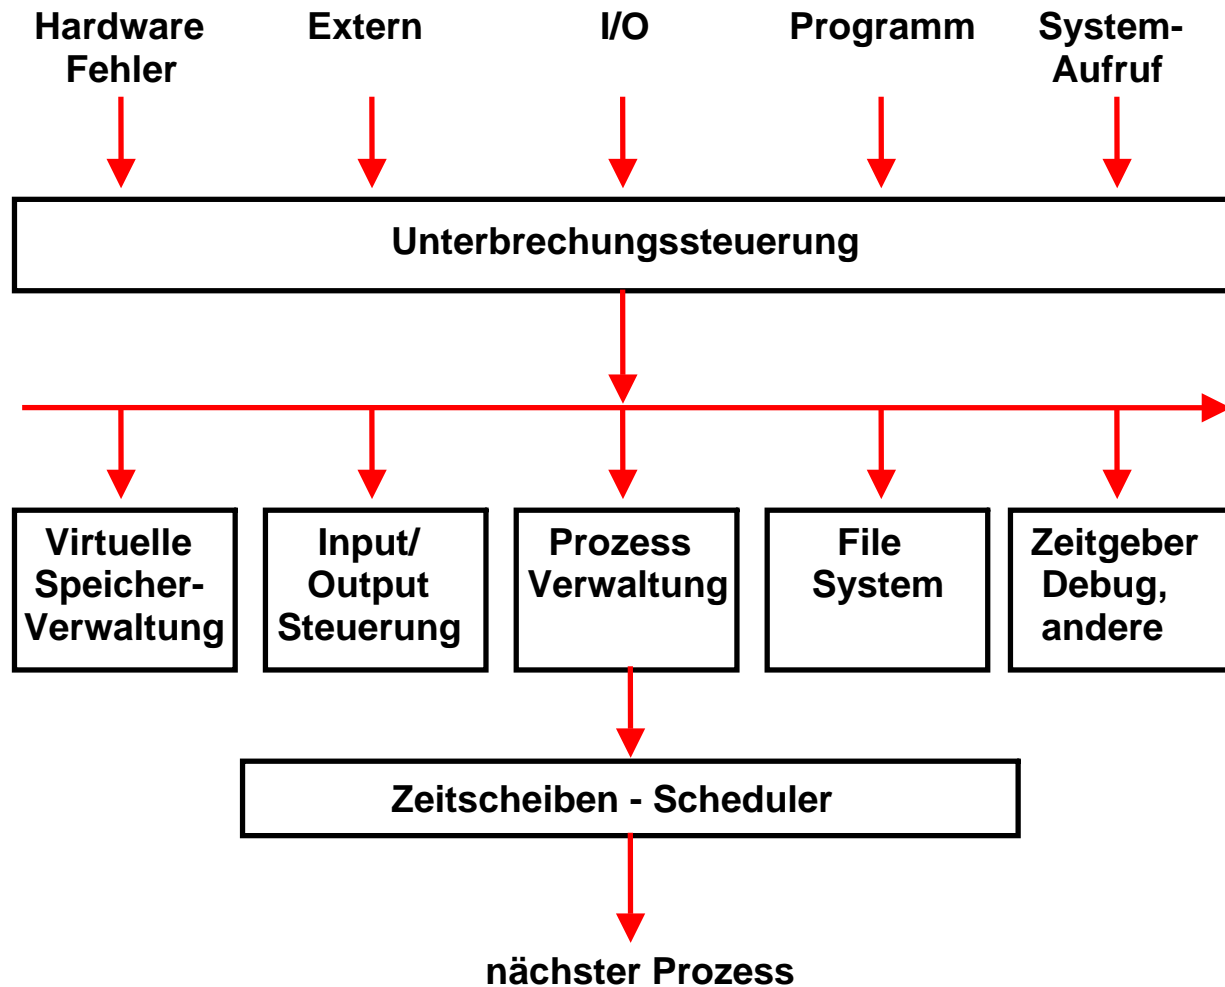 Hardware
Fehler
Extern
I/O
Programm
System-
Aufruf
Unterbrechungssteuerung
Virtuelle
Speicher-
Verwaltung
Input/
Output
Steuerung
Prozess
Verwaltung
File
System
Zeitgeber
Debug,
andere
Zeitscheiben - Scheduler
nächster Prozess